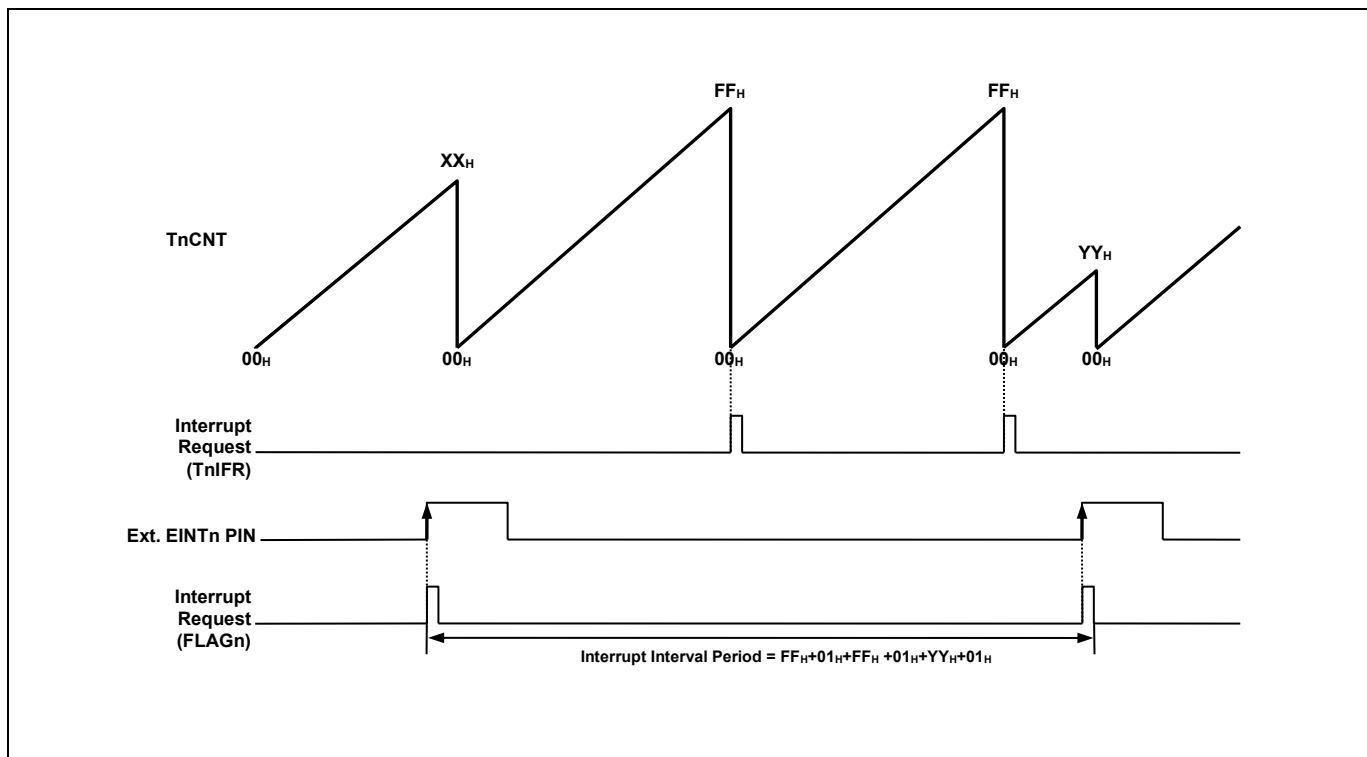 FFH FFH
XXH
TnCNT
YYH
00H 00H 00H 00H 00H
Interrupt
Request
(TnIFR)
Ext. EINTn PIN
Interrupt
Request
(FLAGn)
Interrupt Interval Period = FFH+01H+FFH +01H+YYH+01H